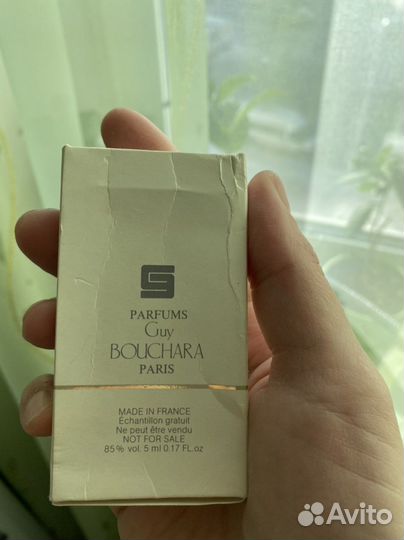 PARFUMS
Guy
BOUCHARA
PARIS
MADE IN FRANCE
Échantillon gratuit
Ne peut être vendu
NOT FOR SALE
85% vol. 5 ml 0.17 FL.oz
Avito